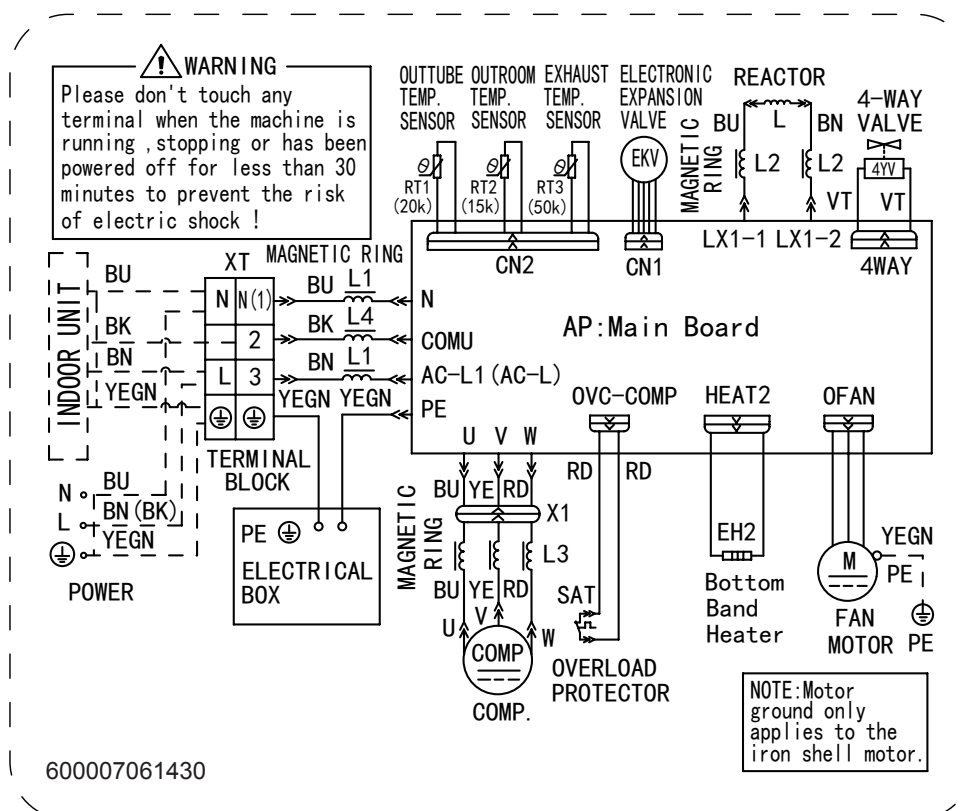 WARNING
Please don't touch any
terminal when the machine is
running ,stopping or has been
powered off for less than 30
minutes to prevent the risk
of electric shock !
OUTTUBE OUTROOM EXHAUST ELECTRONIC
TEMP. TEMP. TEMP. EXPANSION
SENSOR SENSOR SENSOR VALVE
REACTOR
4-WAY
VALVE
MAGNETIC
RING
BU L BN
L2 L2
EKV
4YV
θ θ θ
RT1 RT2 RT3
(20k) (15k) (50k)
VT VT
CN2 CN1 LX1-1 LX1-2 4WAY
INDOOR UNIT
BU
BK
BN
YEGN
XT
MAGNETIC RING
N N(1) BU L1 N
2 BK L4 COMU
L 3 BN L1 AC-L1(AC-L)
YEGN YEGN PE
AP:Main Board
TERMINAL
BLOCK
OVC-COMP HEAT2 OFAN
U V W
RD RD
N BU
L BN(BK)
YEGN
POWER
PE
ELECTRICAL
BOX
MAGNETIC
RING
BU YE RD
X1
L3
BU YE RD
U V W
COMP
COMP.
SAT
OVERLOAD
PROTECTOR
EH2
Bottom
Band
Heater
M
YEGN
PE
FAN
MOTOR PE
NOTE:Motor
ground only
applies to the
iron shell motor.
600007061430